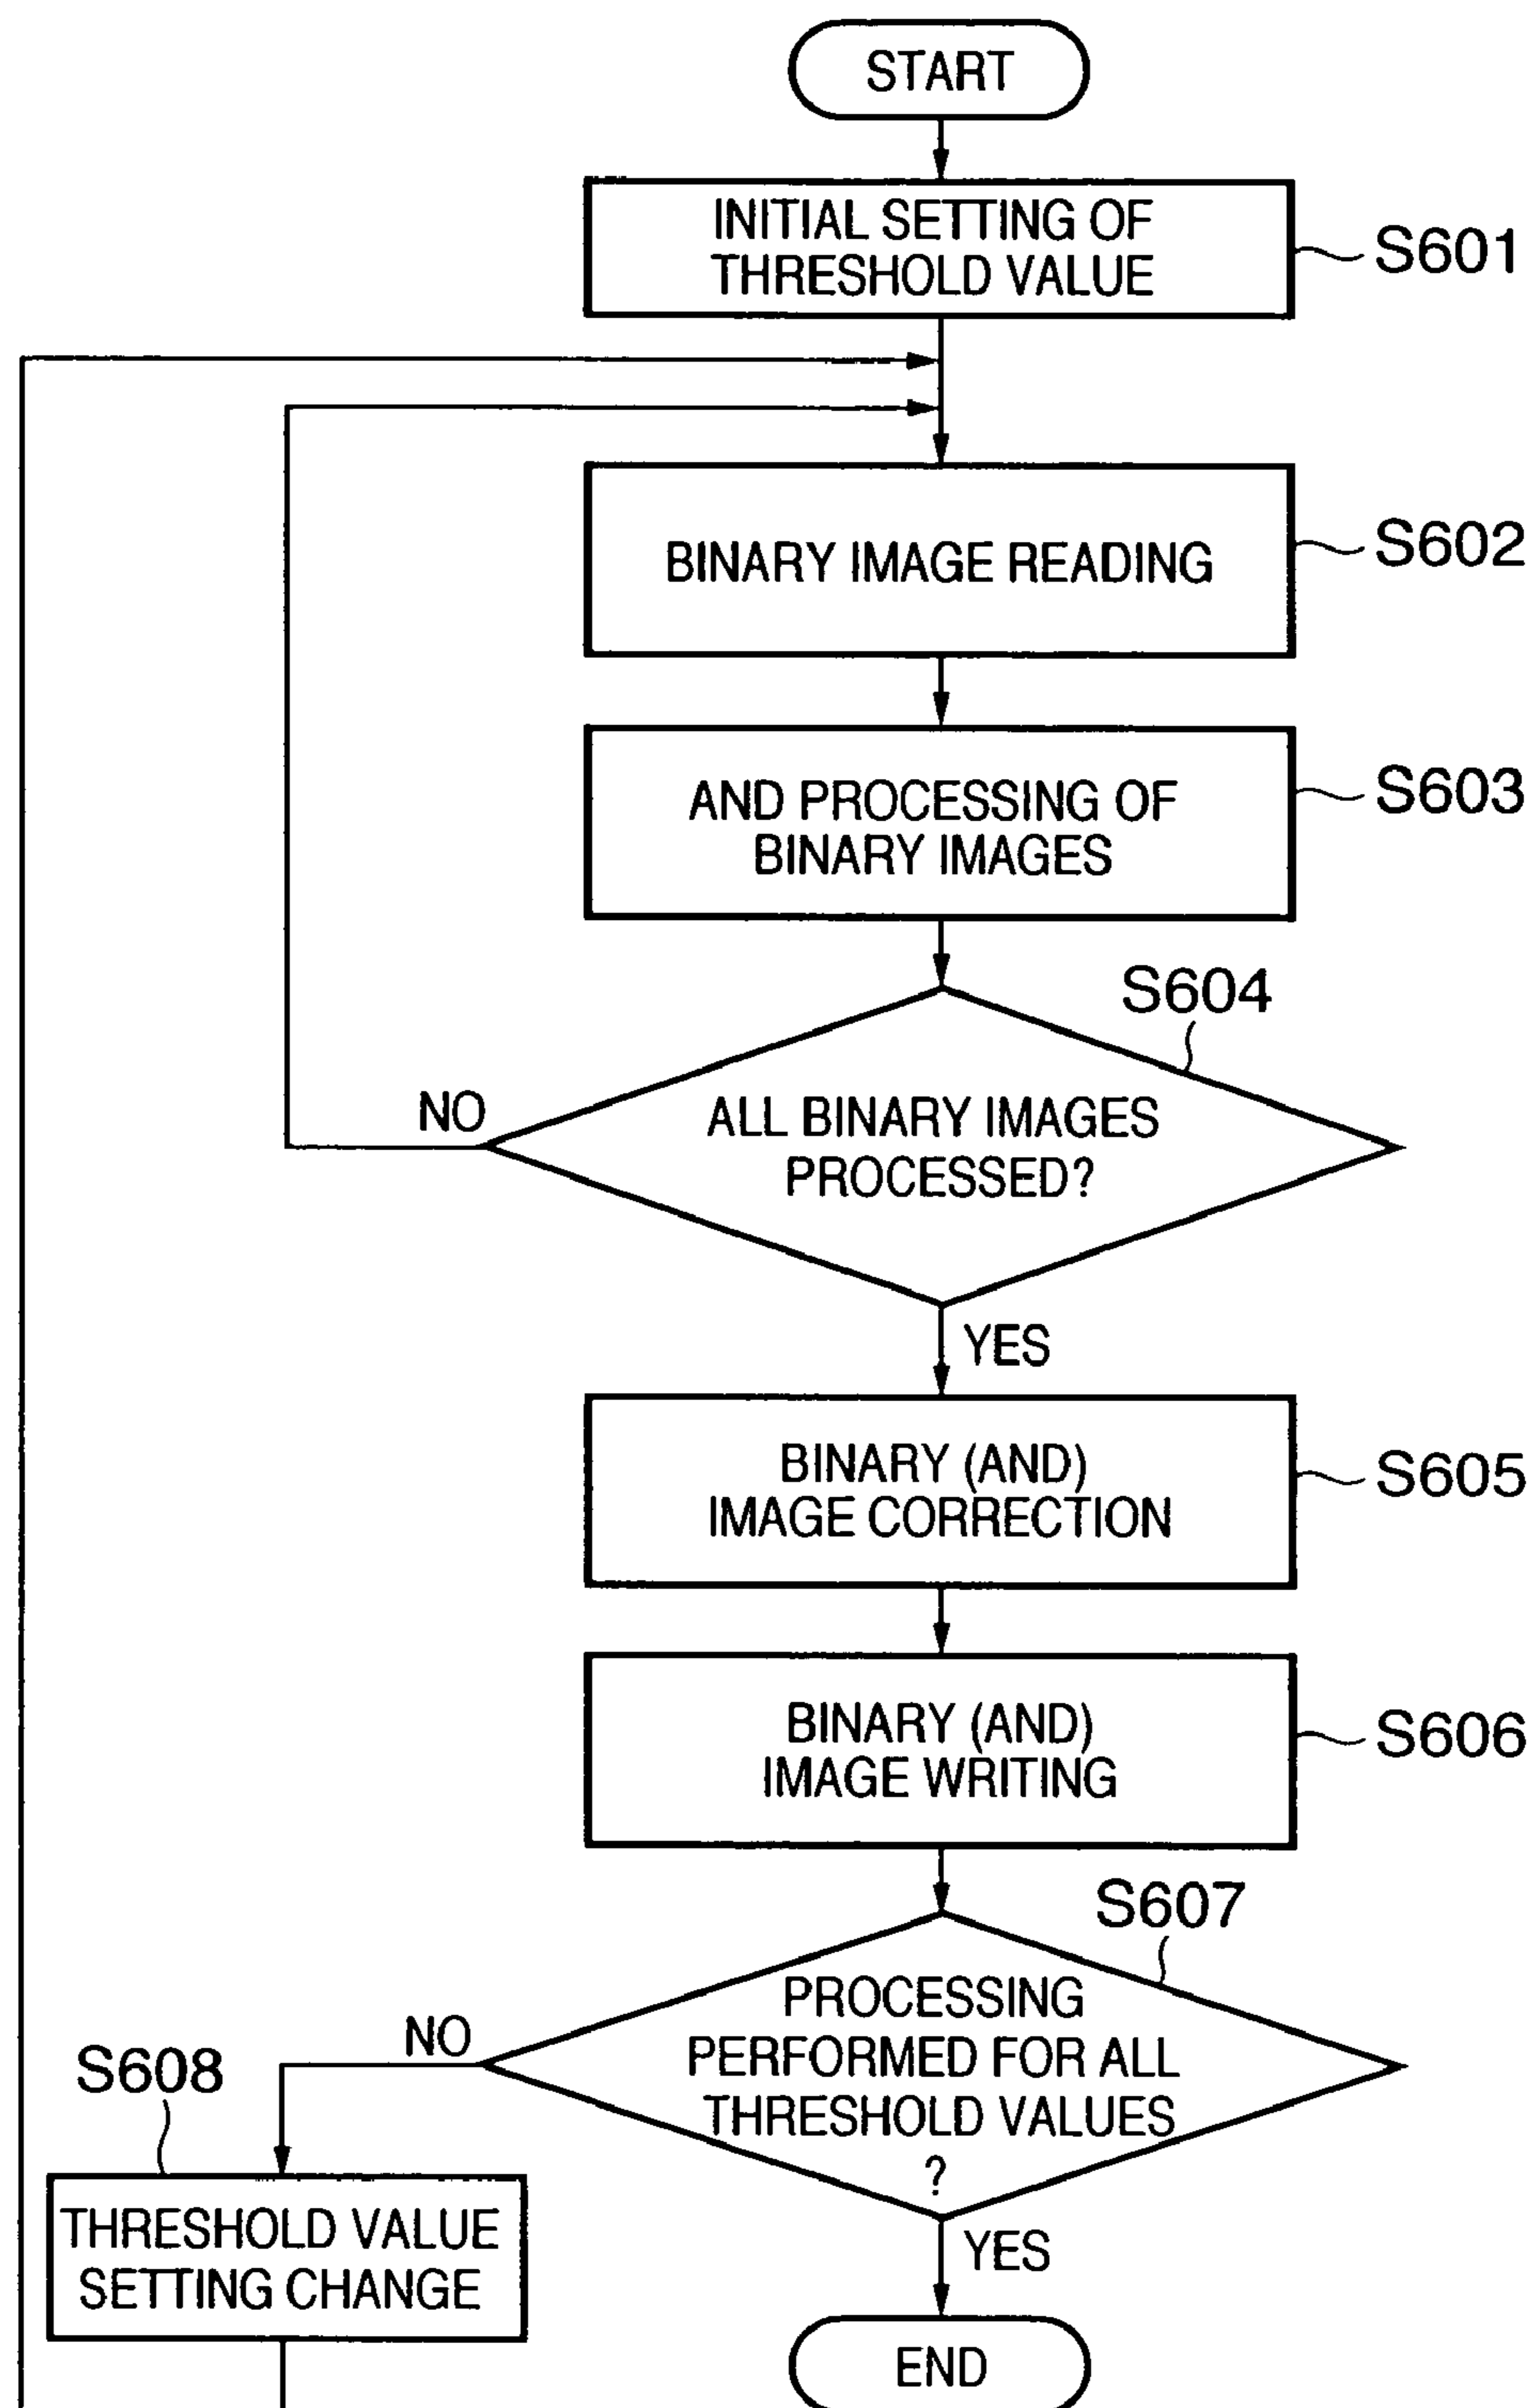 START
INITIAL SETTING OF
THRESHOLD VALUE
S601
BINARY IMAGE READING
S602
AND PROCESSING OF
BINARY IMAGES
S603
S604
NO
ALL BINARY IMAGES
PROCESSED?
YES
BINARY (AND)
IMAGE CORRECTION
S605
BINARY (AND)
IMAGE WRITING
S606
S607
PROCESSING
PERFORMED FOR ALL
THRESHOLD VALUES
?
NO
S608
THRESHOLD VALUE
SETTING CHANGE
YES
END